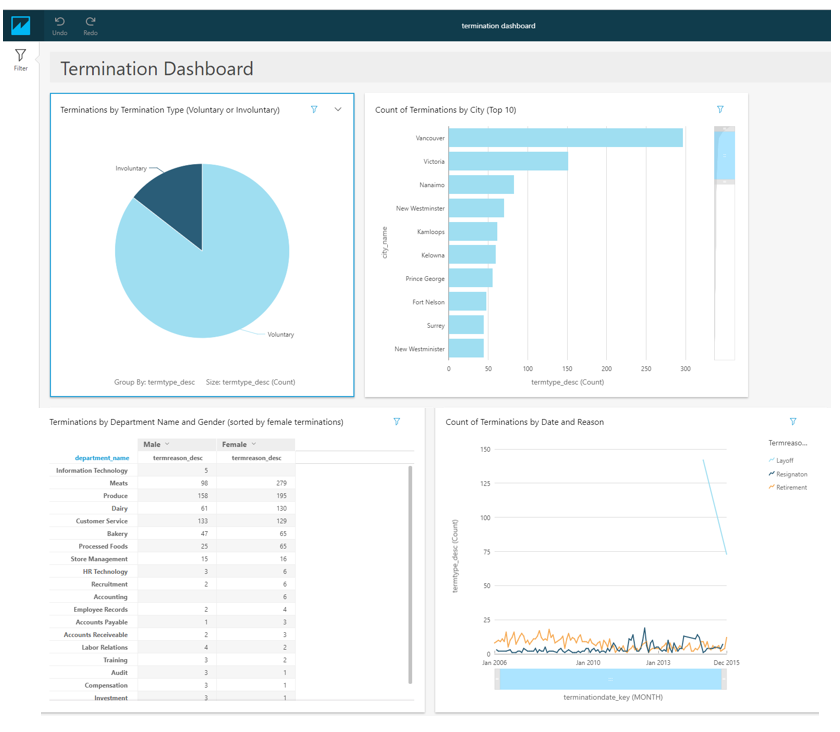 termination dashboard
Undo
Redo
Filter
Termination Dashboard
Terminations by Termination Type (Voluntary or Involuntary)
Involuntary
Voluntary
Group By: termtype_desc Size: termtype_desc (Count)
Count of Terminations by City (Top 10)
city_name
Vancouver
Victoria
Nanaimo
New Westminster
Kamloops
Kelowna
Prince George
Fort Nelson
Surrey
New Westminister
0 50 100 150 200 250 300
termtype_desc (Count)
Terminations by Department Name and Gender (sorted by female terminations)
Male Female
department_name termreason_desc termreason_desc
Information Technology 5
Meats 98 279
Produce 158 195
Dairy 61 130
Customer Service 133 129
Bakery 47 65
Processed Foods 25 65
Store Management 15 16
HR Technology 3 6
Recruitment 2 6
Accounting 6
Employee Records 2 4
Accounts Payable 1 3
Accounts Receiveable 2 3
Labor Relations 4 2
Training 3 2
Audit 3 1
Compensation 3 1
Investment 3 1
Count of Terminations by Date and Reason
termtype_desc (Count)
150
125
100
75
50
25
0
Jan 2006 Jan 2010 Jan 2013 Dec 2015
terminationdate_key (MONTH)
Termreaso...
Layoff
Resignaton
Retirement